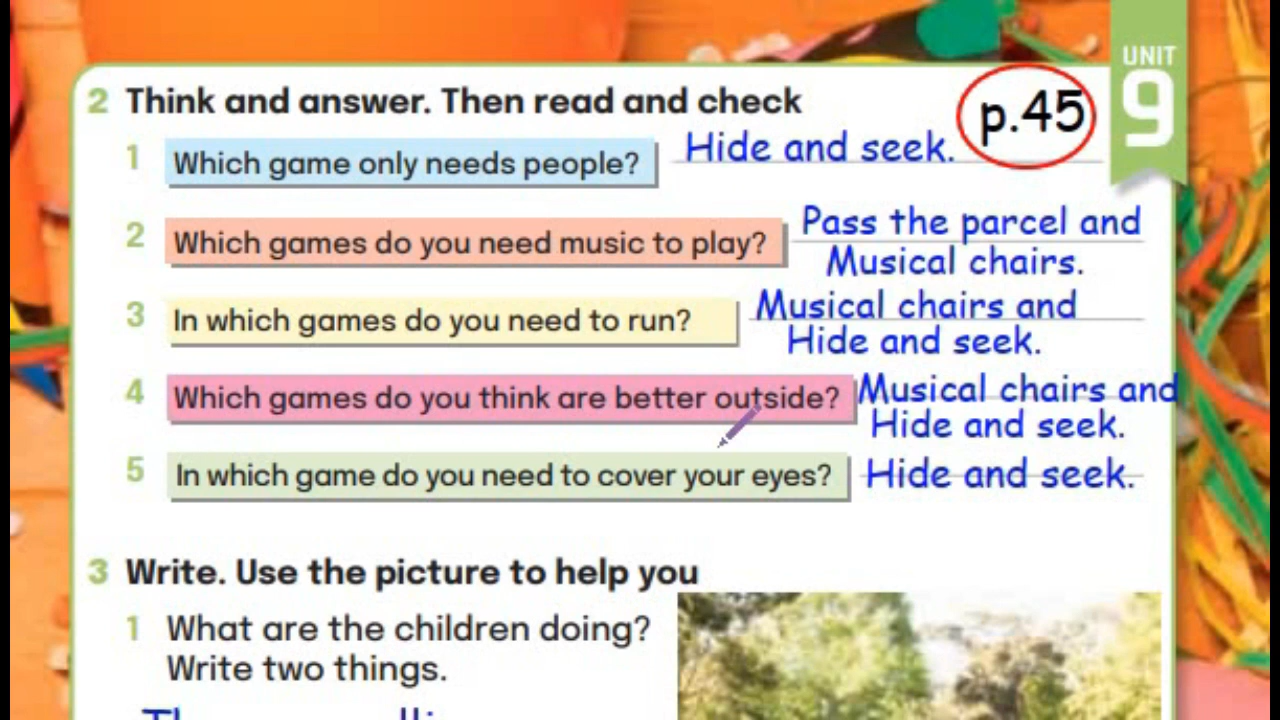 UNIT
9
p.45
2 Think and answer. Then read and check
1 Which game only needs people? Hide and seek.
2 Which games do you need music to play? Pass the parcel and
Musical chairs.
3 In which games do you need to run? Musical chairs and
Hide and seek.
4 Which games do you think are better outside? Musical chairs and
Hide and seek.
5 In which game do you need to cover your eyes? Hide and seek.
3 Write. Use the picture to help you
1 What are the children doing?
Write two things.